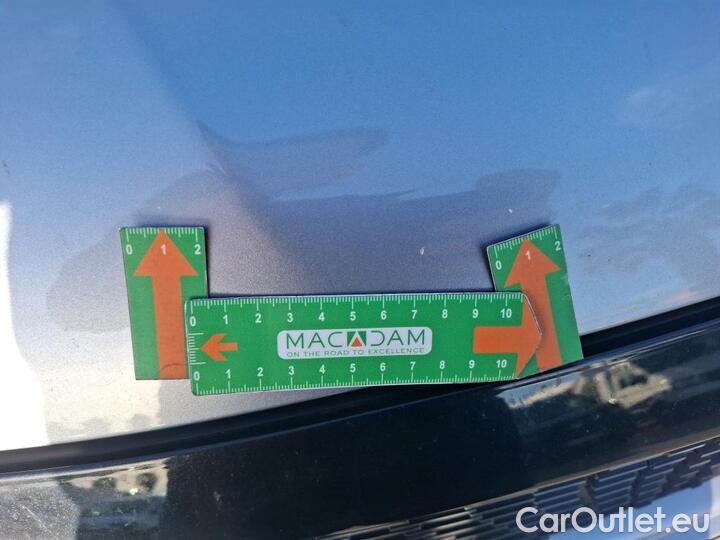 0 1 2
0 1 2
0 1 2 3 4 5 6 7 8 9 10
MACADAM
ON THE ROAD TO EXCELLENCE
0 1 2 3 4 5 6 7 8 9 10
CarOutlet.eu